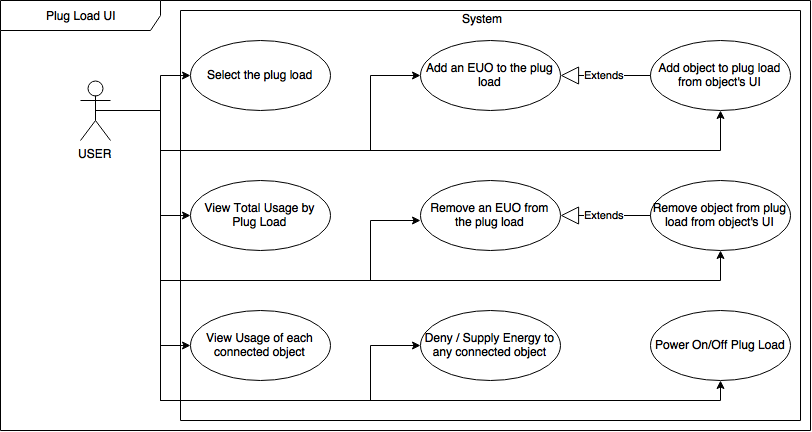 Plug Load UI
System
USER
Select the plug load
Add an EUO to the plug
load
Extends
Add object to plug load
from object's UI
View Total Usage by
Plug Load
Remove an EUO from
the plug load
Extends
Remove object from plug
load from object's UI
View Usage of each
connected object
Deny / Supply Energy to
any connected object
Power On/Off Plug Load